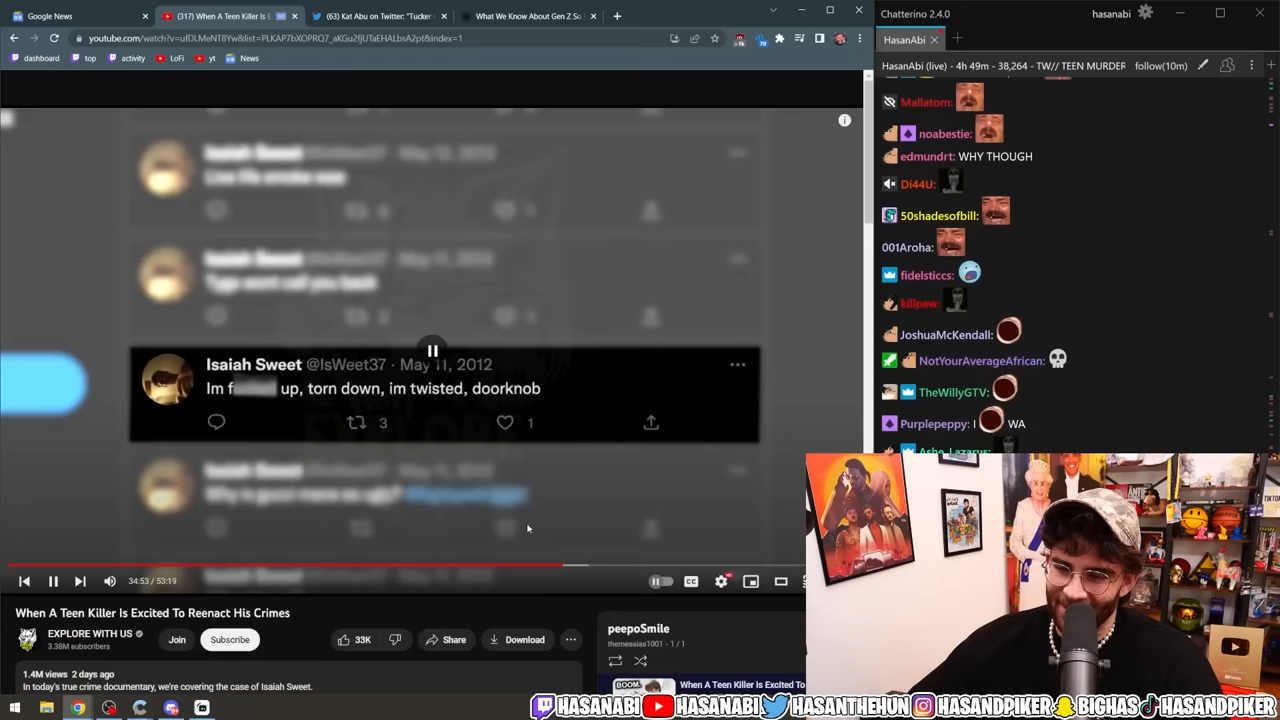 Google News
(317) When A Teen Killer Is E
(63) Kat Abu on Twitter: "Tucker
What We Know About Gen Z So
youtube.com/watch?v=ufDLMeNT8Yw&list=PLKAP7bXOPRQ7_aKGu2fjUTaEHALbsA2pt&index=1
dashboard
top
activity
LoFi
yt
News
Isaiah Sweet @IsWeet37 · May 11, 2012
Im f up, torn down, im twisted, doorknob
3
1
34:53 / 53:19
CC
When A Teen Killer Is Excited To Reenact His Crimes
EXPLORE WITH US
3.38M subscribers
Join
Subscribe
33K
Share
Download
1.4M views 2 days ago
In today's true crime documentary, we're covering the case of Isaiah Sweet.
peepoSmile
themessias1001 - 1 / 1
BOOM.
When A Teen Killer Is Excited To
Chatterino 2.4.0
hasanabi
HasanAbi
HasanAbi (live) - 4h 49m - 38,264 - TW// TEEN MURDER
follow(10m)
Mallatom:
noabestie:
edmundrt: WHY THOUGH
Di44U:
50shadesofbill:
001Aroha:
fidelsticcs:
killpew:
JoshuaMcKendall:
NotYourAverageAfrican:
TheWillyGTV:
Purplepeppy: I WA
Ashe_Lazarus:
HASANABI
HASANABI
HASANTHEHUN
HASANDPIKER
BIGHAS
HASANDPIKER